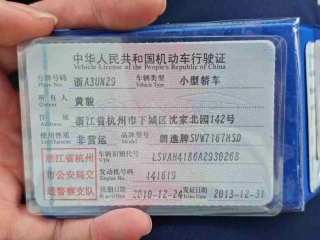 中华人民共和国机动车行驶证
Vehicle License of the People's Republic of China
号牌号码 浙A3UN29 车辆类型 小型轿车
Plate No. Vehicle Type
所有人 黄骏
Owner
住址 浙江省杭州市下城区沈家北园142号
Address
使用性质 非营运 品牌型号 朗逸牌SVW7167HSD
Use Character Model
浙江省杭州市公安局交通警察支队
车辆识别代号 LSVAH4186A2930268
VIN
发动机号码 141619
Engine No.
注册日期 2010-12-24 发证日期 2013-12-31